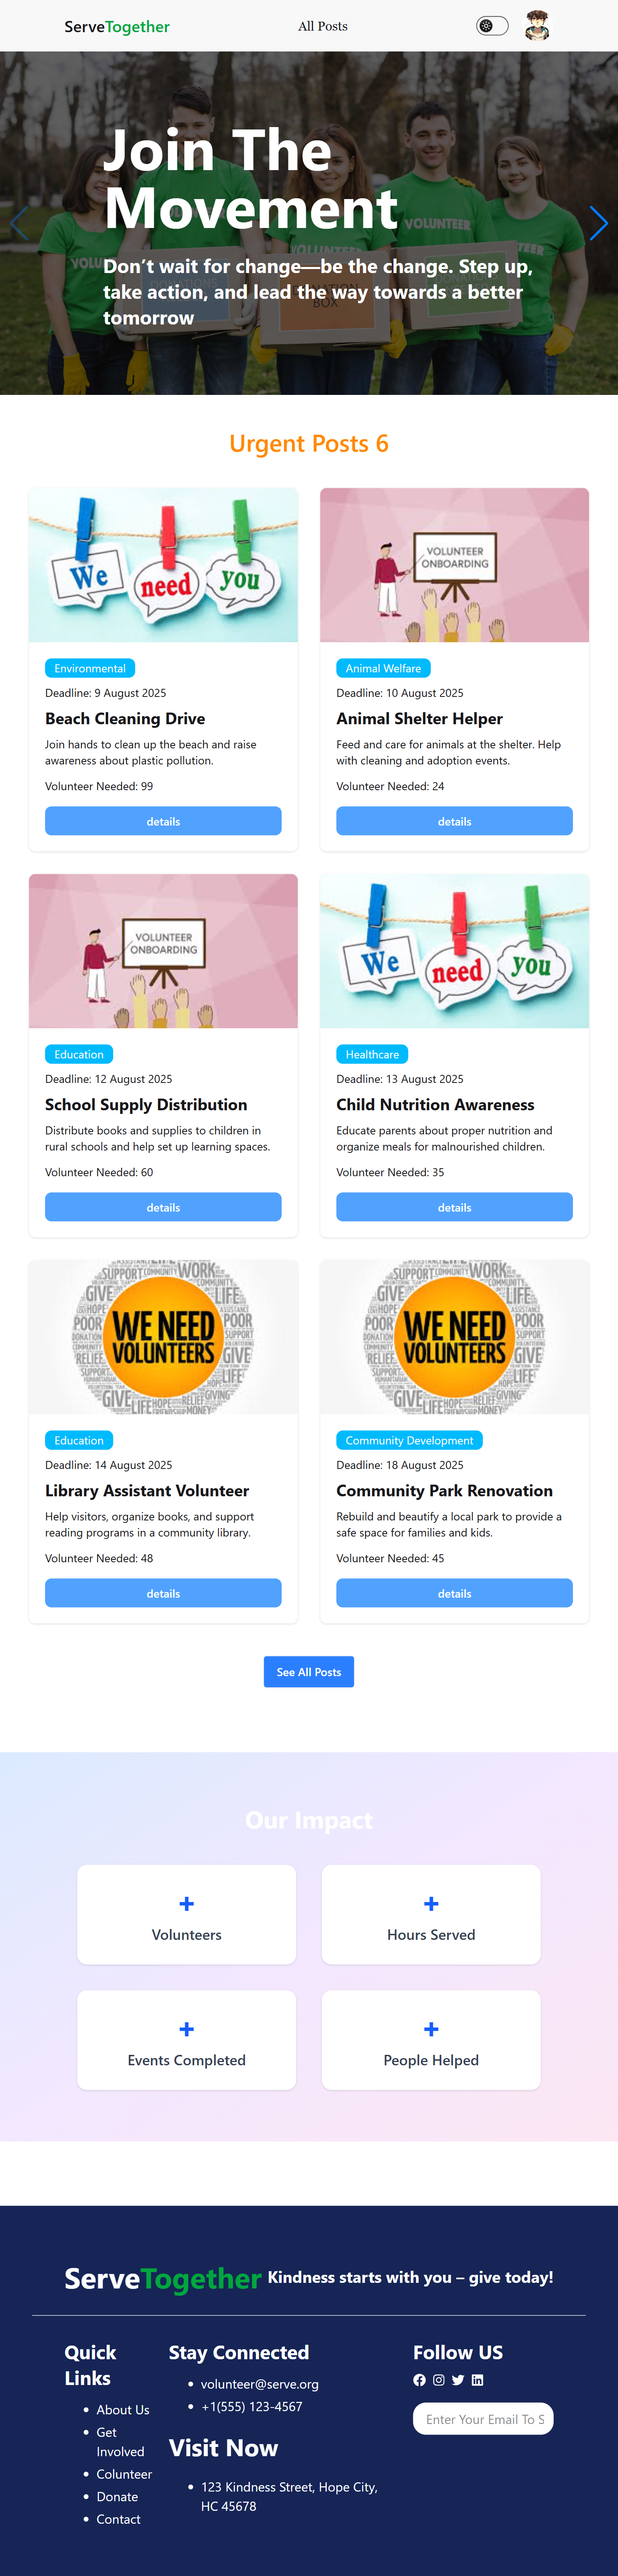 ServeTogether
All Posts
Join The
Movement
Don’t wait for change—be the change. Step up,
take action, and lead the way towards a better
tomorrow
VOLUNTEER
DONATIONS
DONATION
BOX
Urgent Posts 6
We need you
VOLUNTEER
ONBOARDING
Environmental
Deadline: 9 August 2025
Beach Cleaning Drive
Join hands to clean up the beach and raise
awareness about plastic pollution.
Volunteer Needed: 99
details
Animal Welfare
Deadline: 10 August 2025
Animal Shelter Helper
Feed and care for animals at the shelter. Help
with cleaning and adoption events.
Volunteer Needed: 24
details
VOLUNTEER
ONBOARDING
We need you
Education
Deadline: 12 August 2025
School Supply Distribution
Distribute books and supplies to children in
rural schools and help set up learning spaces.
Volunteer Needed: 60
details
Healthcare
Deadline: 13 August 2025
Child Nutrition Awareness
Educate parents about proper nutrition and
organize meals for malnourished children.
Volunteer Needed: 35
details
WE NEED
VOLUNTEERS
WE NEED
VOLUNTEERS
Education
Deadline: 14 August 2025
Library Assistant Volunteer
Help visitors, organize books, and support
reading programs in a community library.
Volunteer Needed: 48
details
Community Development
Deadline: 18 August 2025
Community Park Renovation
Rebuild and beautify a local park to provide a
safe space for families and kids.
Volunteer Needed: 45
details
See All Posts
Our Impact
+
Volunteers
+
Hours Served
+
Events Completed
+
People Helped
ServeTogether Kindness starts with you – give today!
Quick
Links
About Us
Get
Involved
Colunteer
Donate
Contact
Stay Connected
volunteer@serve.org
+1(555) 123-4567
Visit Now
123 Kindness Street, Hope City,
HC 45678
Follow US
Enter Your Email To S